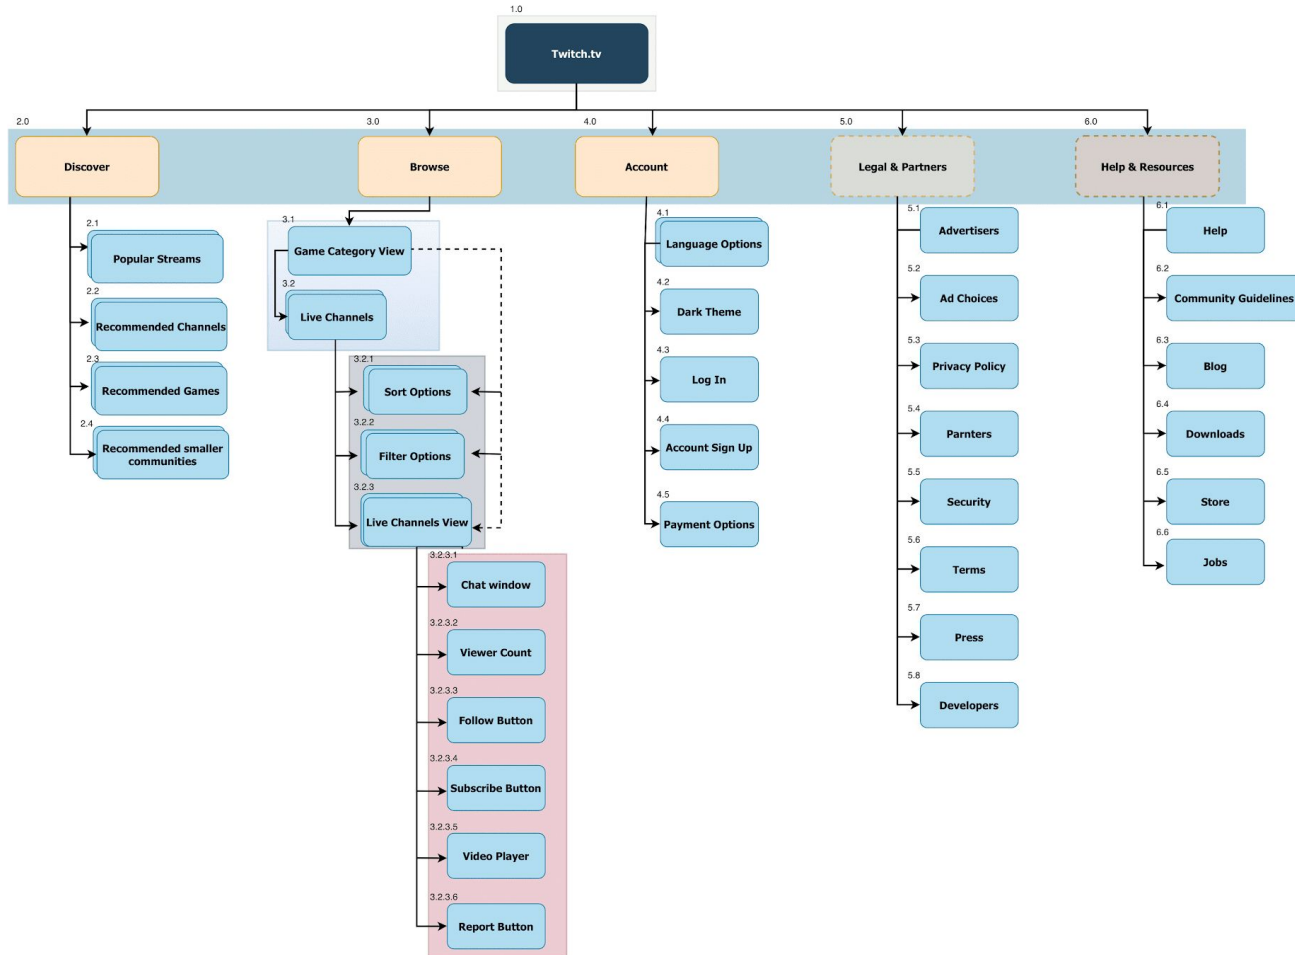 1.0
Twitch.tv
2.0
Discover
3.0
Browse
4.0
Account
5.0
Legal & Partners
6.0
Help & Resources
2.1
Popular Streams
2.2
Recommended Channels
2.3
Recommended Games
2.4
Recommended smaller
communities
3.1
Game Category View
3.2
Live Channels
3.2.1
Sort Options
3.2.2
Filter Options
3.2.3
Live Channels View
3.2.3.1
Chat window
3.2.3.2
Viewer Count
3.2.3.3
Follow Button
3.2.3.4
Subscribe Button
3.2.3.5
Video Player
3.2.3.6
Report Button
4.1
Language Options
4.2
Dark Theme
4.3
Log In
4.4
Account Sign Up
4.5
Payment Options
5.1
Advertisers
5.2
Ad Choices
5.3
Privacy Policy
5.4
Parnters
5.5
Security
5.6
Terms
5.7
Press
5.8
Developers
6.1
Help
6.2
Community Guidelines
6.3
Blog
6.4
Downloads
6.5
Store
6.6
Jobs